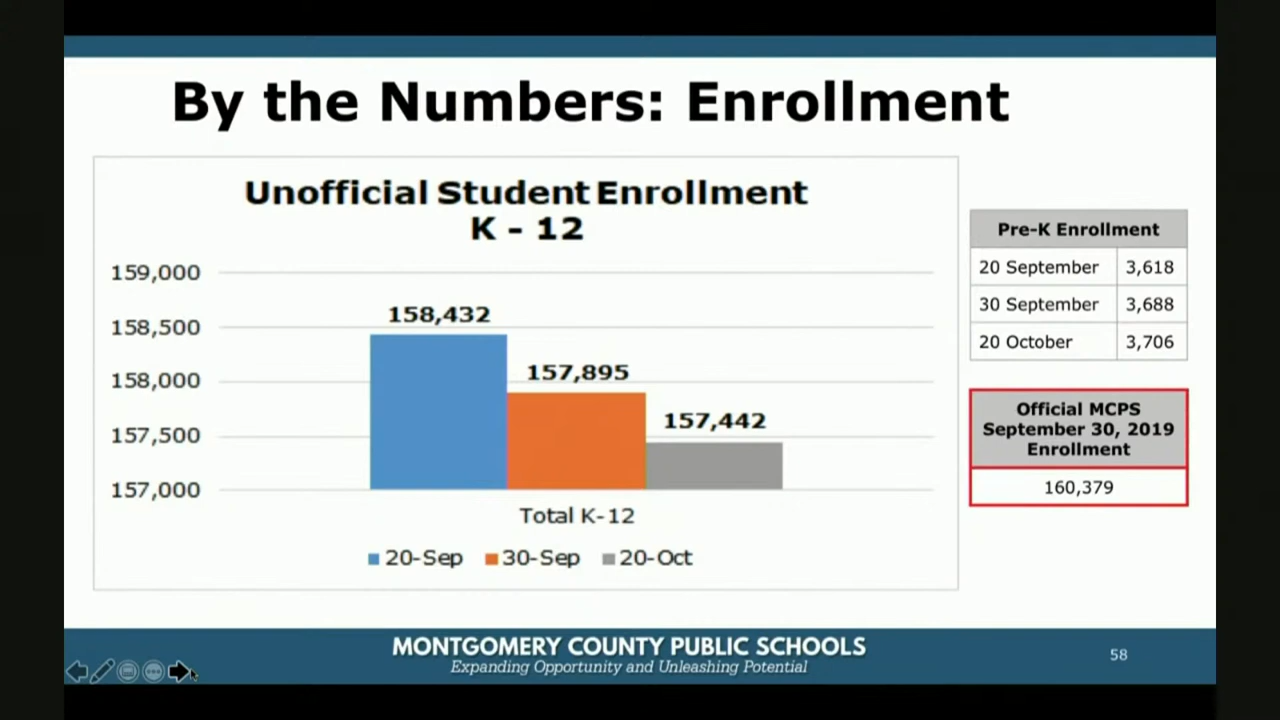 By the Numbers: Enrollment
Unofficial Student Enrollment
K - 12
159,000
158,500
158,000
157,500
157,000
158,432
157,895
157,442
Total K-12
20-Sep 30-Sep 20-Oct
Pre-K Enrollment
20 September 3,618
30 September 3,688
20 October 3,706
Official MCPS
September 30, 2019
Enrollment
160,379
MONTGOMERY COUNTY PUBLIC SCHOOLS
Expanding Opportunity and Unleashing Potential
58